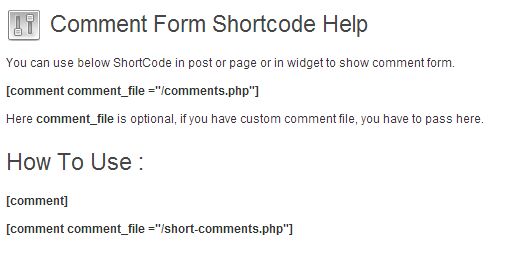 Comment Form Shortcode Help
You can use below ShortCode in post or page or in widget to show comment form.
[comment comment_file ="/comments.php"]
Here comment_file is optional, if you have custom comment file, you have to pass here.
How To Use :
[comment]
[comment comment_file ="/short-comments.php"]